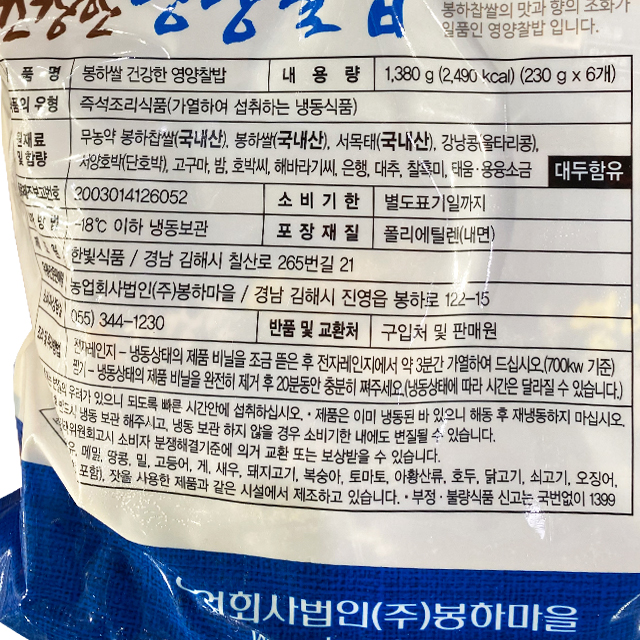 건강한 영양찰밥
봉하찹쌀의 맛과 향의 조화가
일품인 영양찰밥 입니다.
품 명 봉하쌀 건강한 영양찰밥 내 용 량 1,380 g (2,490 kcal) (230 g x 6개)
유형 즉석조리식품(가열하여 섭취하는 냉동식품)
무농약 봉하찹쌀(국내산), 봉하쌀(국내산), 서목태(국내산), 강낭콩(울타리콩),
함량 서양호박(단호박), 고구마, 밤, 호박씨, 해바라기씨, 은행, 대추, 찰흑미, 태움·용융소금 대두함유
2003014126052 소 비 기 한 별도표기일까지
-18℃ 이하 냉동보관 포 장 재 질 폴리에틸렌(내면)
한빛식품 / 경남 김해시 칠산로 265번길 21
농업회사법인(주)봉하마을 / 경남 김해시 진영읍 봉하로 122-15
055) 344-1230 반품 및 교환처 구입처 및 판매원
전자레인지 - 냉동상태의 제품 비닐을 조금 뜯은 후 전자레인지에서 약 3분간 가열하여 드십시오.(700kw 기준)
찜기 - 냉동상태의 제품 비닐을 완전히 제거 후 20분동안 충분히 쪄주세요.(냉동상태에 따라 시간은 달라질 수 있습니다.)
우려가 있으니 되도록 빠른 시간안에 섭취하십시오. • 제품은 이미 냉동된 바 있으니 해동 후 재냉동하지 마십시오.
반드시 냉동 보관 해주시고, 냉동 보관 하지 않을 경우 소비기한 내에도 변질될 수 있습니다.
위원회고시 소비자 분쟁해결기준에 의거 교환 또는 보상받을 수 있습니다.
메밀, 땅콩, 밀, 고등어, 게, 새우, 돼지고기, 복숭아, 토마토, 아황산류, 호두, 닭고기, 쇠고기, 오징어,
포함), 잣을 사용한 제품과 같은 시설에서 제조하고 있습니다. • 부정·불량식품 신고는 국번없이 1399
업회사법인(주)봉하마을